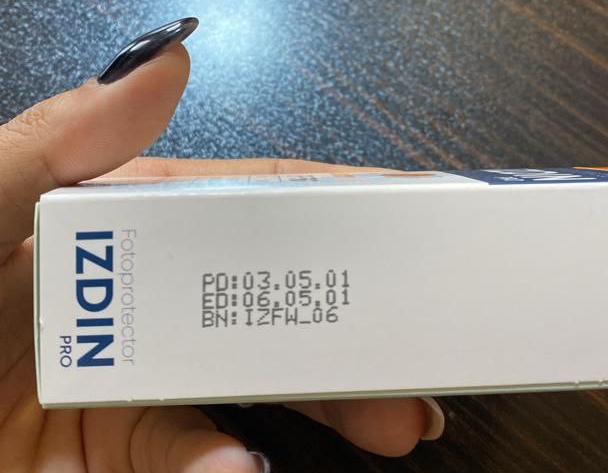 Fotoprotector
IZDIN
PRO
PD:03.05.01
ED:06.05.01
BN:IZFW_06